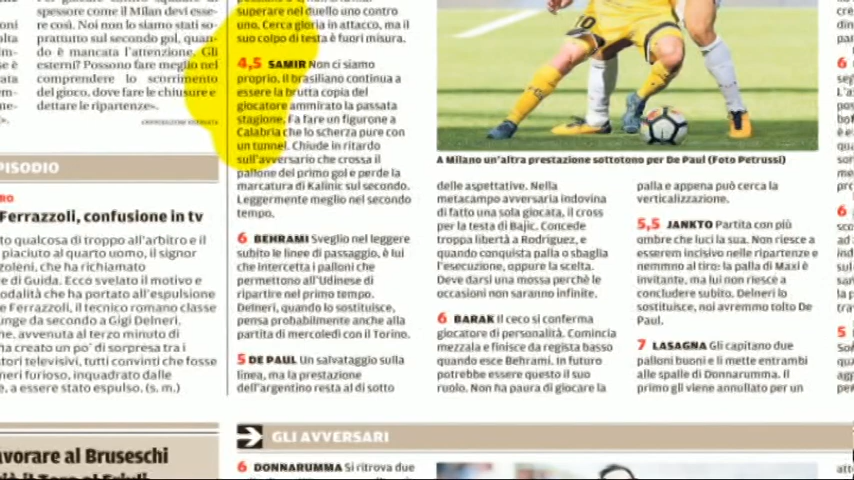 spessore come il Milan devi esse-
re così. Noi non lo siamo stati so-
prattutto sul secondo gol, quan-
do è mancata l'attenzione. Gli
esterni? Possono fare meglio nel
comprendere lo scorrimento
del gioco, dove fare le chiusure e
dettare le ripartenze».
PISODIO
RO
Ferrazzoli, confusione in tv
to qualcosa di troppo all'arbitro e il
piaciuto al quarto uomo, il signor
zoleni, che ha richiamato
e di Guida. Ecco svelato il motivo e
odalità che ha portato all'espulsione
e Ferrazzoli, il tecnico romano classe
unge da secondo a Gigi Delneri.
ne, avvenuta al terzo minuto di
ha creato un po' di sorpresa tra i
tori televisivi, tutti convinti che fosse
neri furioso, inquadrato dalle
e, a essere stato espulso, (s. m.)
avorare al Bruseschi
superare nel duello uno contro
uno. Cerca gloria in attacco, ma il
suo colpo di testa è fuori misura.
4,5 SAMIR Non ci siamo
proprio. Il brasiliano continua a
essere la brutta copia del
giocatore ammirato la passata
stagione. Fa fare un figurone a
Calabria che lo scherza pure con
un tunnel. Chiude in ritardo
sull'avversario che crossa il
pallone del primo gol e perde la
marcatura di Kalinic sul secondo.
Leggermente meglio nel secondo
tempo.
6 BEHRAMI Sveglio nel leggere
subito le linee di passaggio, è lui
che intercetta i palloni che
permettono all'Udinese di
ripartire nel primo tempo.
Delneri, quando lo sostituisce,
pensa probabilmente anche alla
partita di mercoledì con il Torino.
5 DE PAUL Un salvataggio sulla
linea, ma la prestazione
dell'argentino resta al di sotto
10
A Milano un'altra prestazione sottotono per De Paul (Foto Petrussi)
delle aspettative. Nella
metacampo avversaria indovina
di fatto una sola giocata, il cross
per la testa di Bajic. Concede
troppa libertà a Rodriguez, e
quando conquista palla o sbaglia
l'esecuzione, oppure la scelta.
Deve darsi una mossa perchè le
occasioni non saranno infinite.
6 BARAK Il ceco si conferma
giocatore di personalità. Comincia
mezzala e finisce da regista basso
quando esce Behrami. In futuro
potrebbe essere questo il suo
ruolo. Non ha paura di giocare la
palla e appena può cerca la
verticalizzazione.
5,5 JANKTO Partita con più
ombre che luci la sua. Non riesce a
esserem incisivo nelle ripartenze e
nemmno al tiro: la palla di Maxi è
invitante, ma lui non riesce a
concludere subito. Delneri lo
sostituisce, noi avremmo tolto De
Paul.
7 LASAGNA Gli capitano due
palloni buoni e li mette entrambi
alle spalle di Donnarumma. Il
primo gli viene annullato per un
GLI AVVERSARI
6 DONNARUMMA Si ritrova due